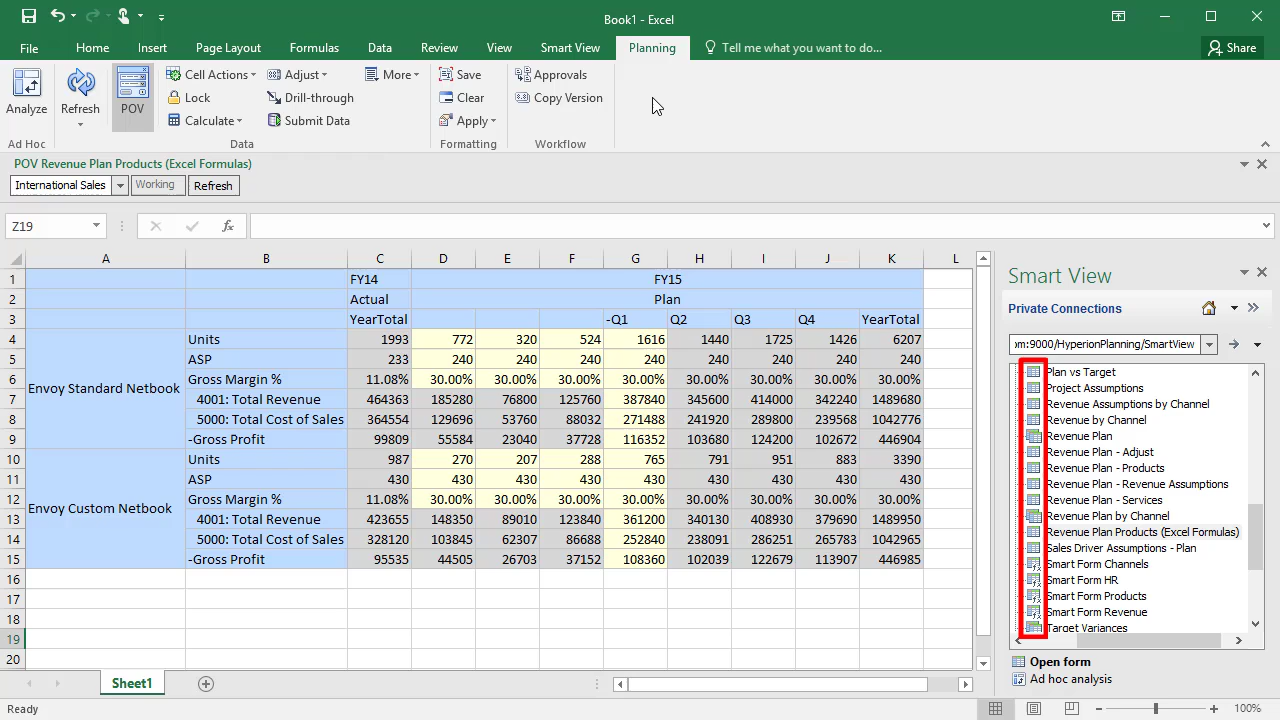 Book1 - Excel
File Home Insert Page Layout Formulas Data Review View Smart View Planning Tell me what you want to do... Share
Analyze
Refresh
POV
Cell Actions
Lock
Calculate
Adjust
Drill-through
Submit Data
More
Save
Clear
Apply
Approvals
Copy Version
Ad Hoc Data Formatting Workflow
POV Revenue Plan Products (Excel Formulas)
International Sales Working Refresh
Z19 fx
A B C D E F G H I J K L
1 FY14 FY15
2 Actual Plan
3 YearTotal -Q1 Q2 Q3 Q4 YearTotal
4 Units 1993 772 320 524 1616 1440 1725 1426 6207
5 ASP 233 240 240 240 240 240 240 240 240
6 Gross Margin % 11.08% 30.00% 30.00% 30.00% 30.00% 30.00% 30.00% 30.00% 30.00%
Envoy Standard Netbook
7 4001: Total Revenue 464363 185280 76800 125760 387840 345600 414000 342240 1489680
8 5000: Total Cost of Sales 364554 129696 53760 88032 271488 241920 289800 239568 1042776
9 -Gross Profit 99809 55584 23040 37728 116352 103680 124200 102672 446904
10 Units 987 270 207 288 765 791 951 883 3390
11 ASP 430 430 430 430 430 430 430 430 430
12 Gross Margin % 11.08% 30.00% 30.00% 30.00% 30.00% 30.00% 30.00% 30.00% 30.00%
Envoy Custom Netbook
13 4001: Total Revenue 423655 148350 89010 123840 361200 340130 408930 379690 1489950
14 5000: Total Cost of Sales 328120 103845 62307 86688 252840 238091 286251 265783 1042965
15 -Gross Profit 95535 44505 26703 37152 108360 102039 122679 113907 446985
16
17
18
19
20
Sheet1
Ready
100%
Smart View
Private Connections
om:9000/HyperionPlanning/SmartView
Plan vs Target
Project Assumptions
Revenue Assumptions by Channel
Revenue by Channel
Revenue Plan
Revenue Plan - Adjust
Revenue Plan - Products
Revenue Plan - Revenue Assumptions
Revenue Plan - Services
Revenue Plan by Channel
Revenue Plan Products (Excel Formulas)
Sales Driver Assumptions - Plan
Smart Form Channels
Smart Form HR
Smart Form Products
Smart Form Revenue
Target Variances
Open form
Ad hoc analysis